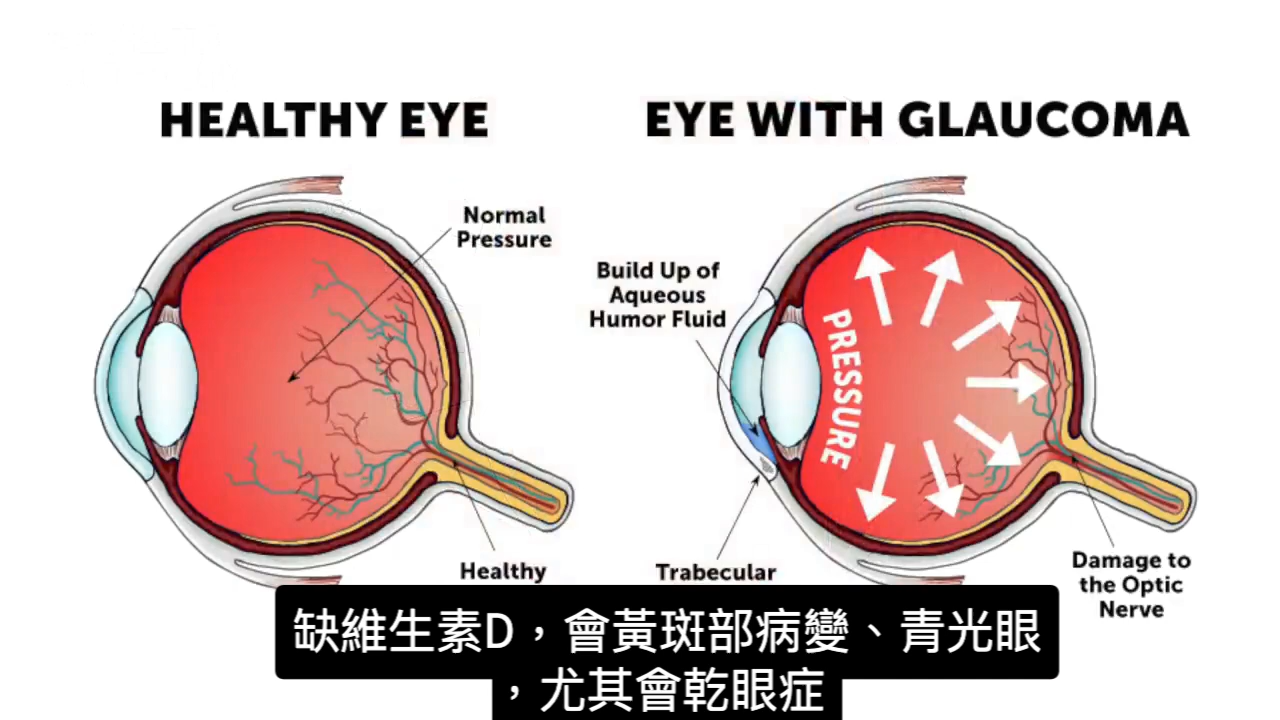 HEALTHY EYE
Normal
Pressure
Healthy
EYE WITH GLAUCOMA
Build Up of
Aqueous
Humor Fluid
PRESSURE
Trabecular
Damage to
the Optic
Nerve
缺維生素D，會黃斑部病變、青光眼
，尤其會乾眼症